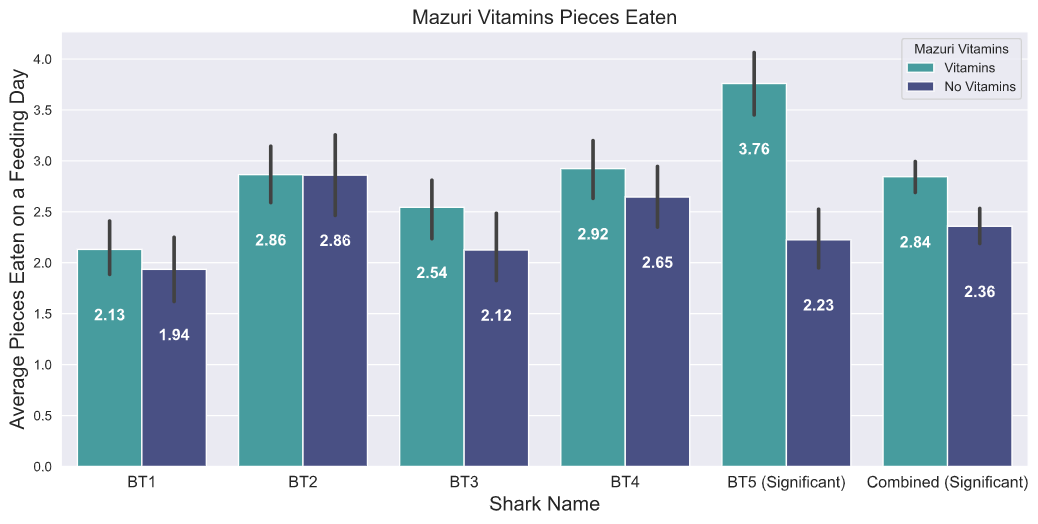 Mazuri Vitamins Pieces Eaten
Average Pieces Eaten on a Feeding Day
4.0
3.5
3.0
2.5
2.0
1.5
1.0
0.5
0.0
Mazuri Vitamins
Vitamins
No Vitamins
2.13
1.94
2.86
2.86
2.54
2.12
2.92
2.65
3.76
2.23
2.84
2.36
BT1
BT2
BT3
BT4
BT5 (Significant)
Combined (Significant)
Shark Name